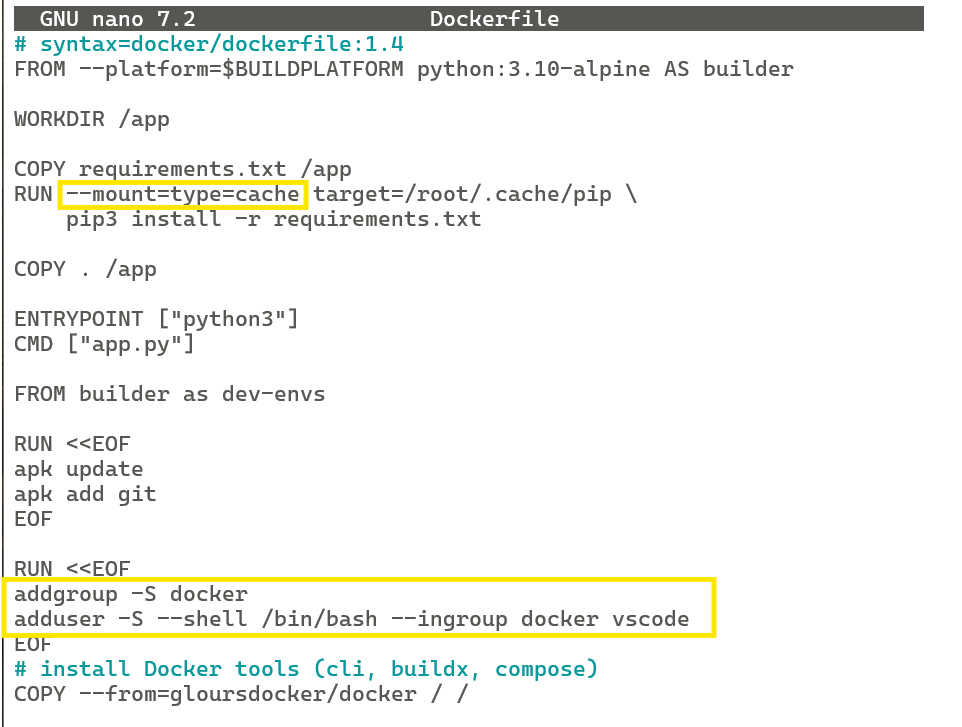 GNU nano 7.2 Dockerfile
# syntax=docker/dockerfile:1.4
FROM --platform=$BUILDPLATFORM python:3.10-alpine AS builder
WORKDIR /app
COPY requirements.txt /app
RUN --mount=type=cache target=/root/.cache/pip \
pip3 install -r requirements.txt
COPY . /app
ENTRYPOINT ["python3"]
CMD ["app.py"]
FROM builder as dev-envs
RUN <<EOF
apk update
apk add git
EOF
RUN <<EOF
addgroup -S docker
adduser -S --shell /bin/bash --ingroup docker vscode
EOF
# install Docker tools (cli, buildx, compose)
COPY --from=gloursdocker/docker / /